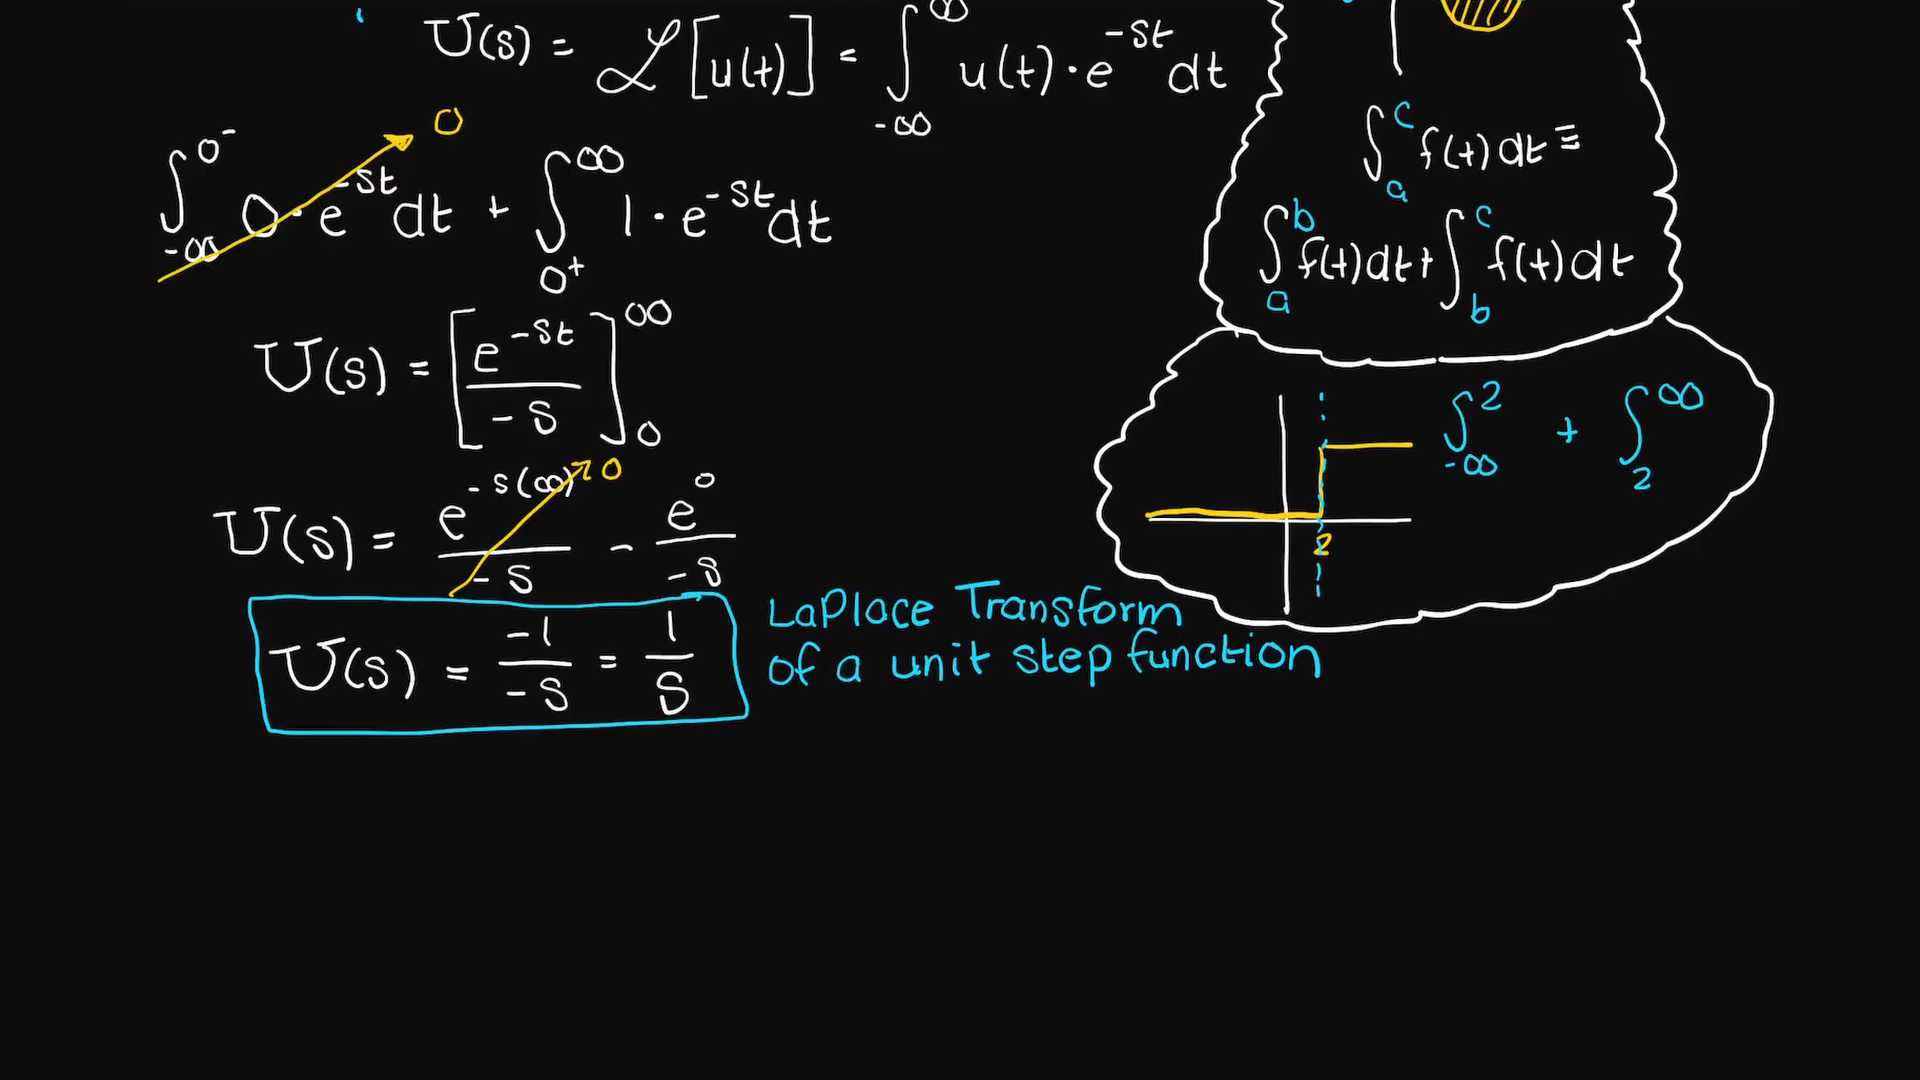 U(s) = ℒ[u(t)] = ∫_{-∞}^{∞} u(t)·e^{-st}dt
∫_{-∞}^{0^-} 0·e^{-st}dt + ∫_{0^+}^{∞} 1·e^{-st}dt
0
U(s) = [e^{-st}/-s]_0^∞
U(s) = e^{-s(∞)}/-s - e^0/-s
0
U(s) = -1/-s = 1/s
LaPlace Transform
of a unit step function
∫_a^c f(t)dt ≡
∫_a^b f(t)dt + ∫_b^c f(t)dt
∫_{-∞}^2 + ∫_2^∞
2